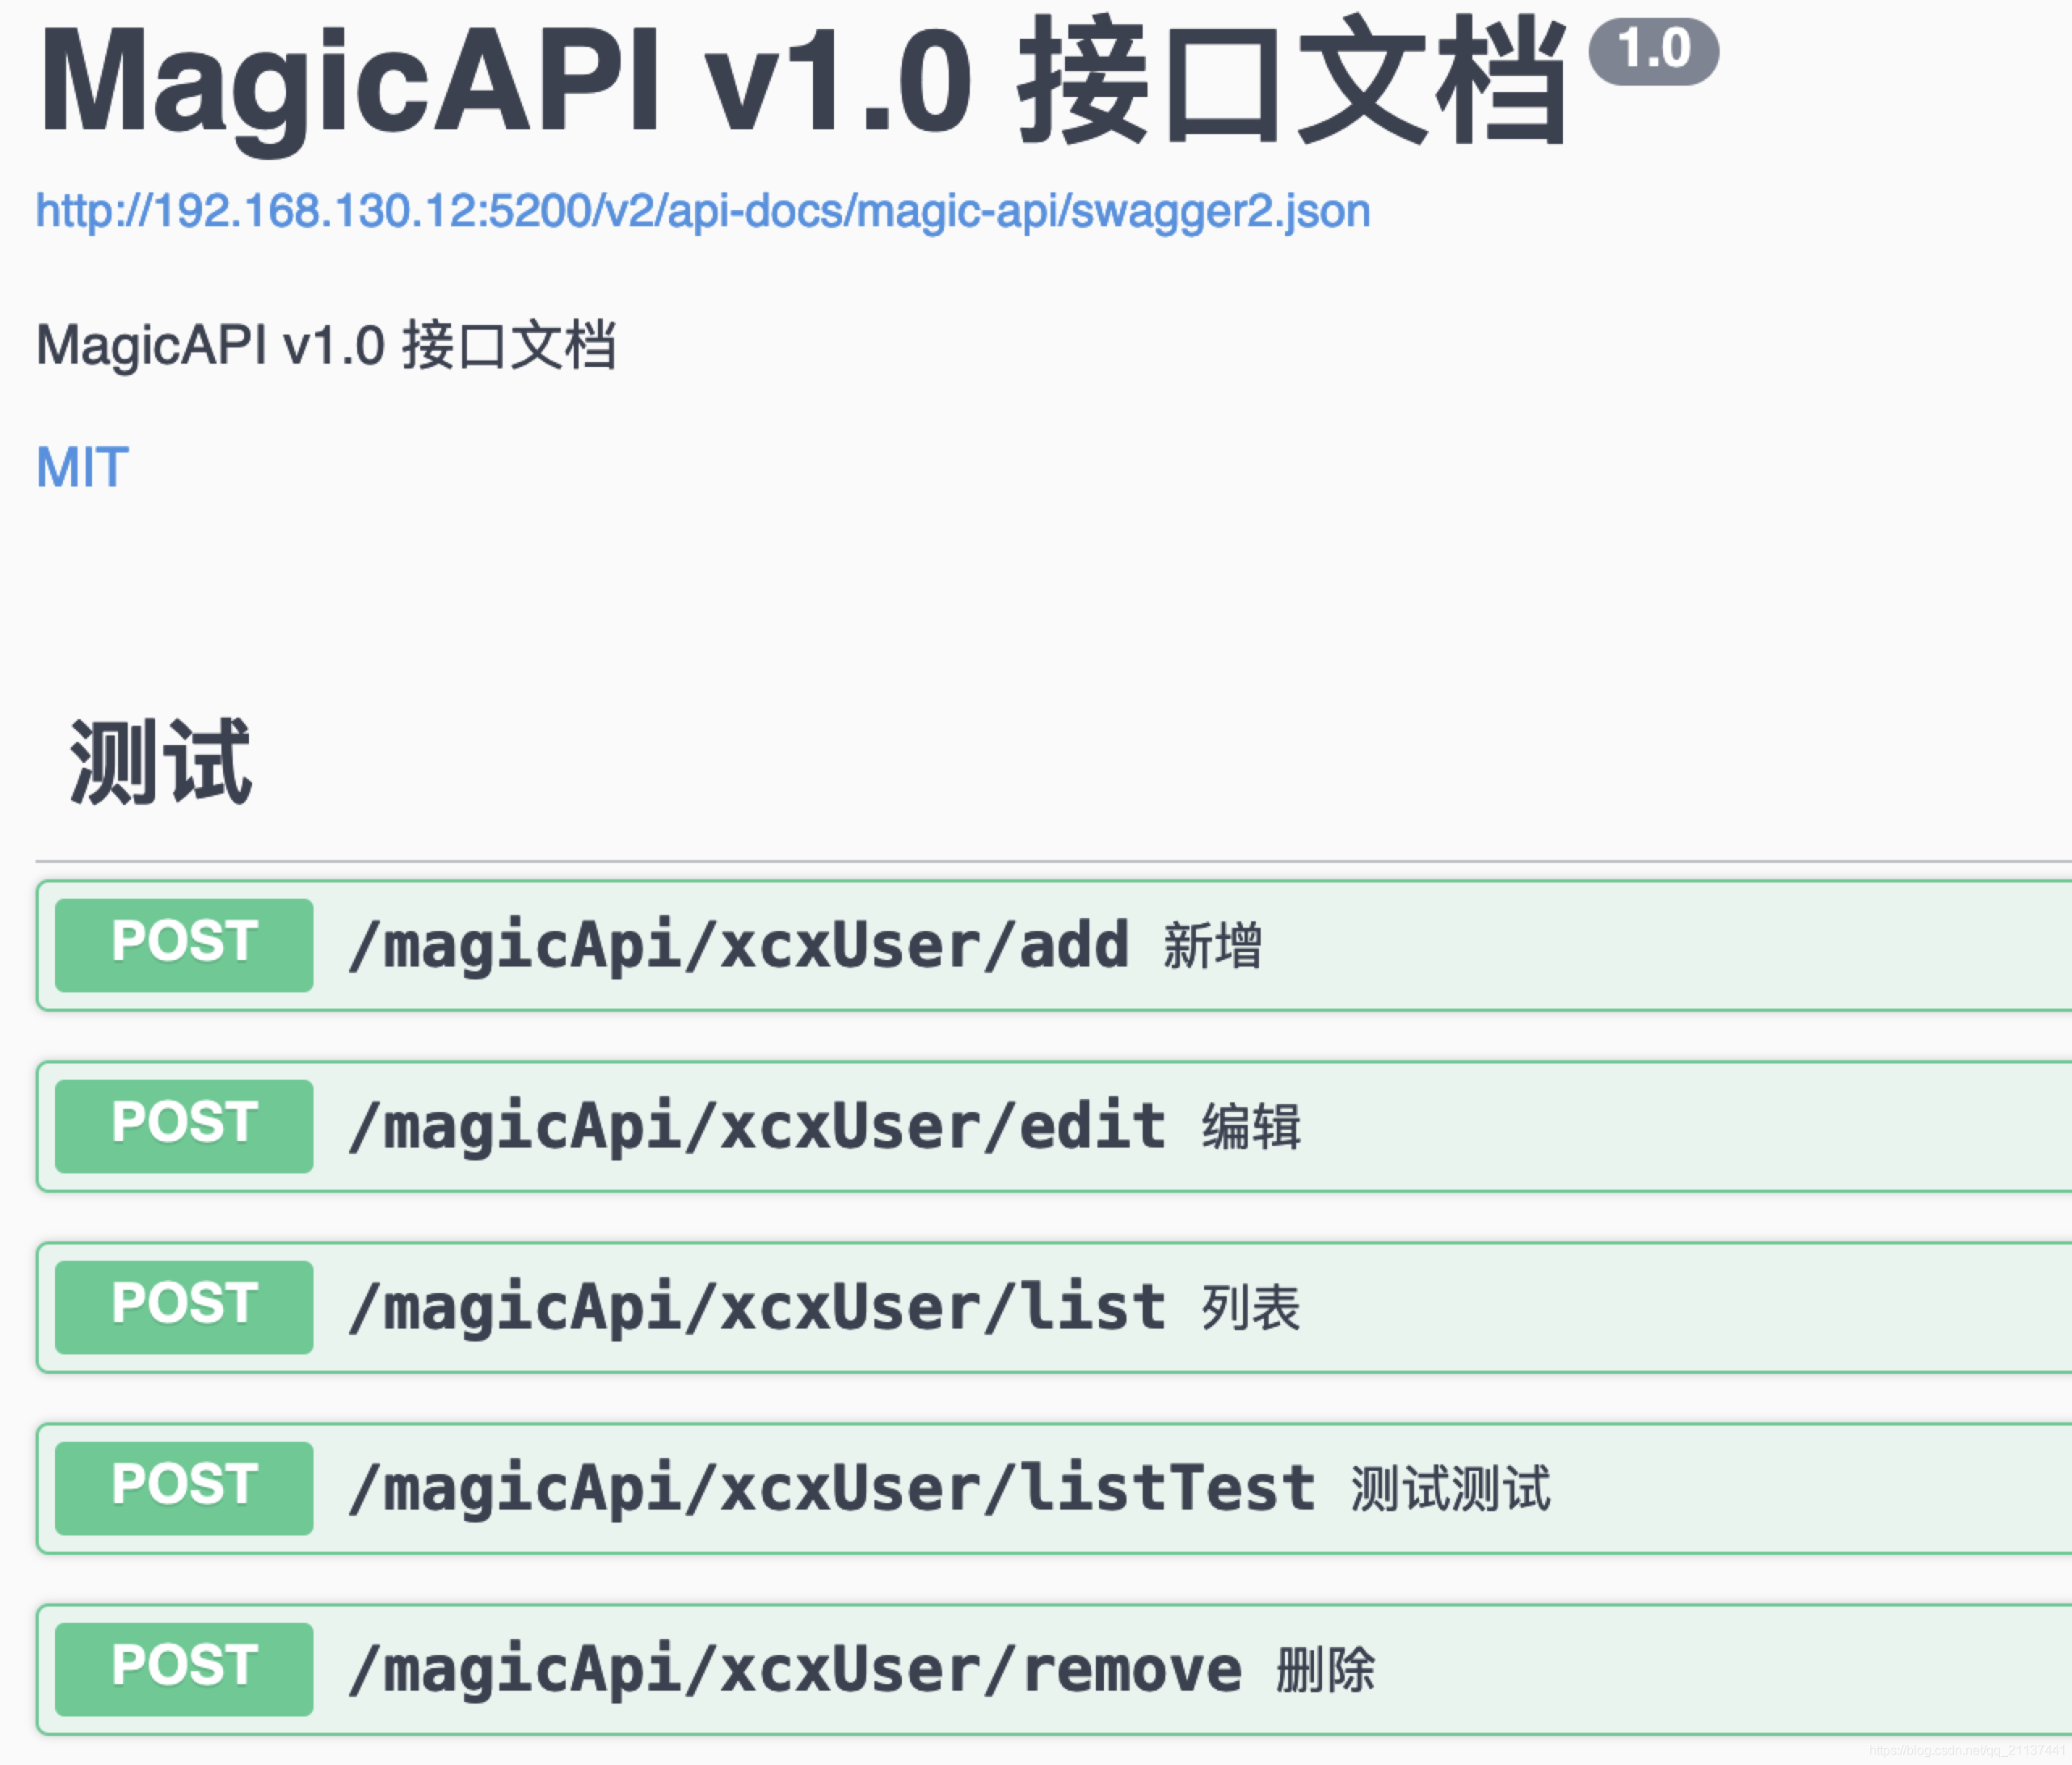 MagicAPI v1.0 接口文档 1.0
http://192.168.130.12:5200/v2/api-docs/magic-api/swagger2.json
MagicAPI v1.0 接口文档
MIT
测试
POST /magicApi/xcxUser/add 新增
POST /magicApi/xcxUser/edit 编辑
POST /magicApi/xcxUser/list 列表
POST /magicApi/xcxUser/listTest 测试测试
POST /magicApi/xcxUser/remove 删除
https://blog.csdn.net/qq_21137441